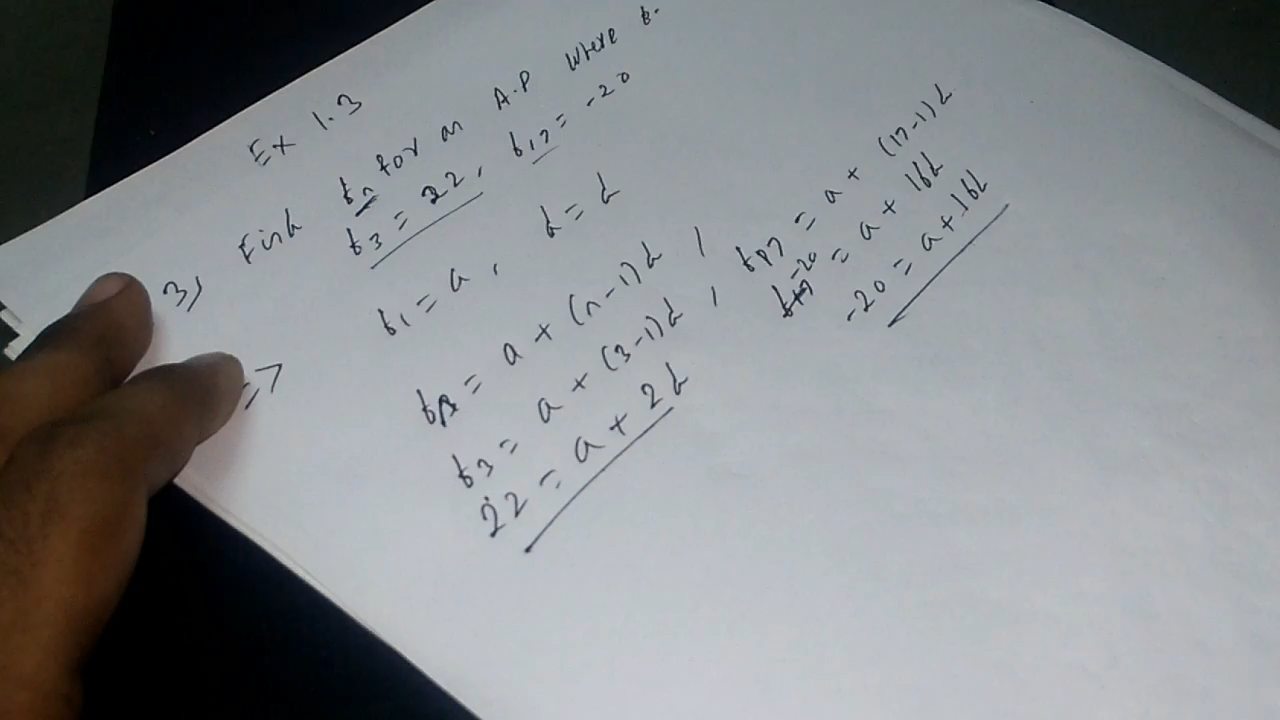 Ex 1.3
3) Find tn for an A.P where t.
t3 = 22, t17 = -20
=> t1 = a, d = d
tn = a + (n-1)d | t17 = a + (17-1)d
t3 = a + (3-1)d | -20 = a + 16d
22 = a + 2d
-20 = a + 16d